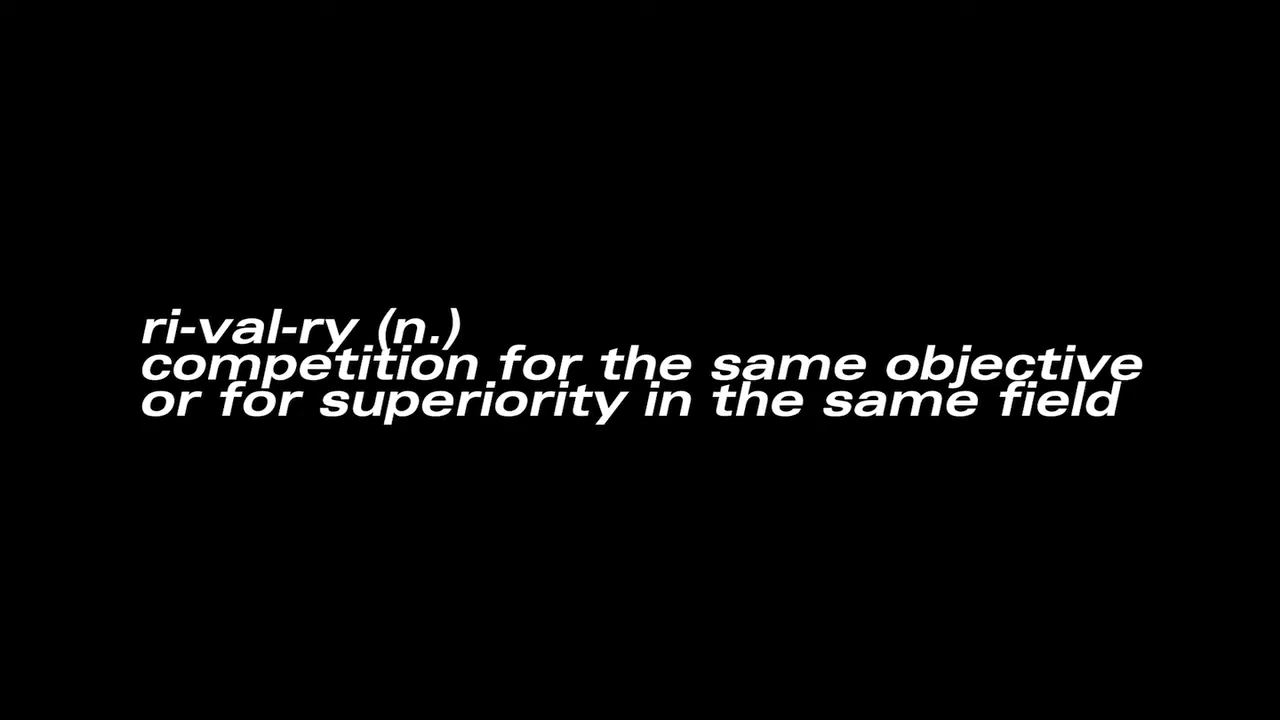 ri-val-ry (n.)
competition for the same objective
or for superiority in the same field